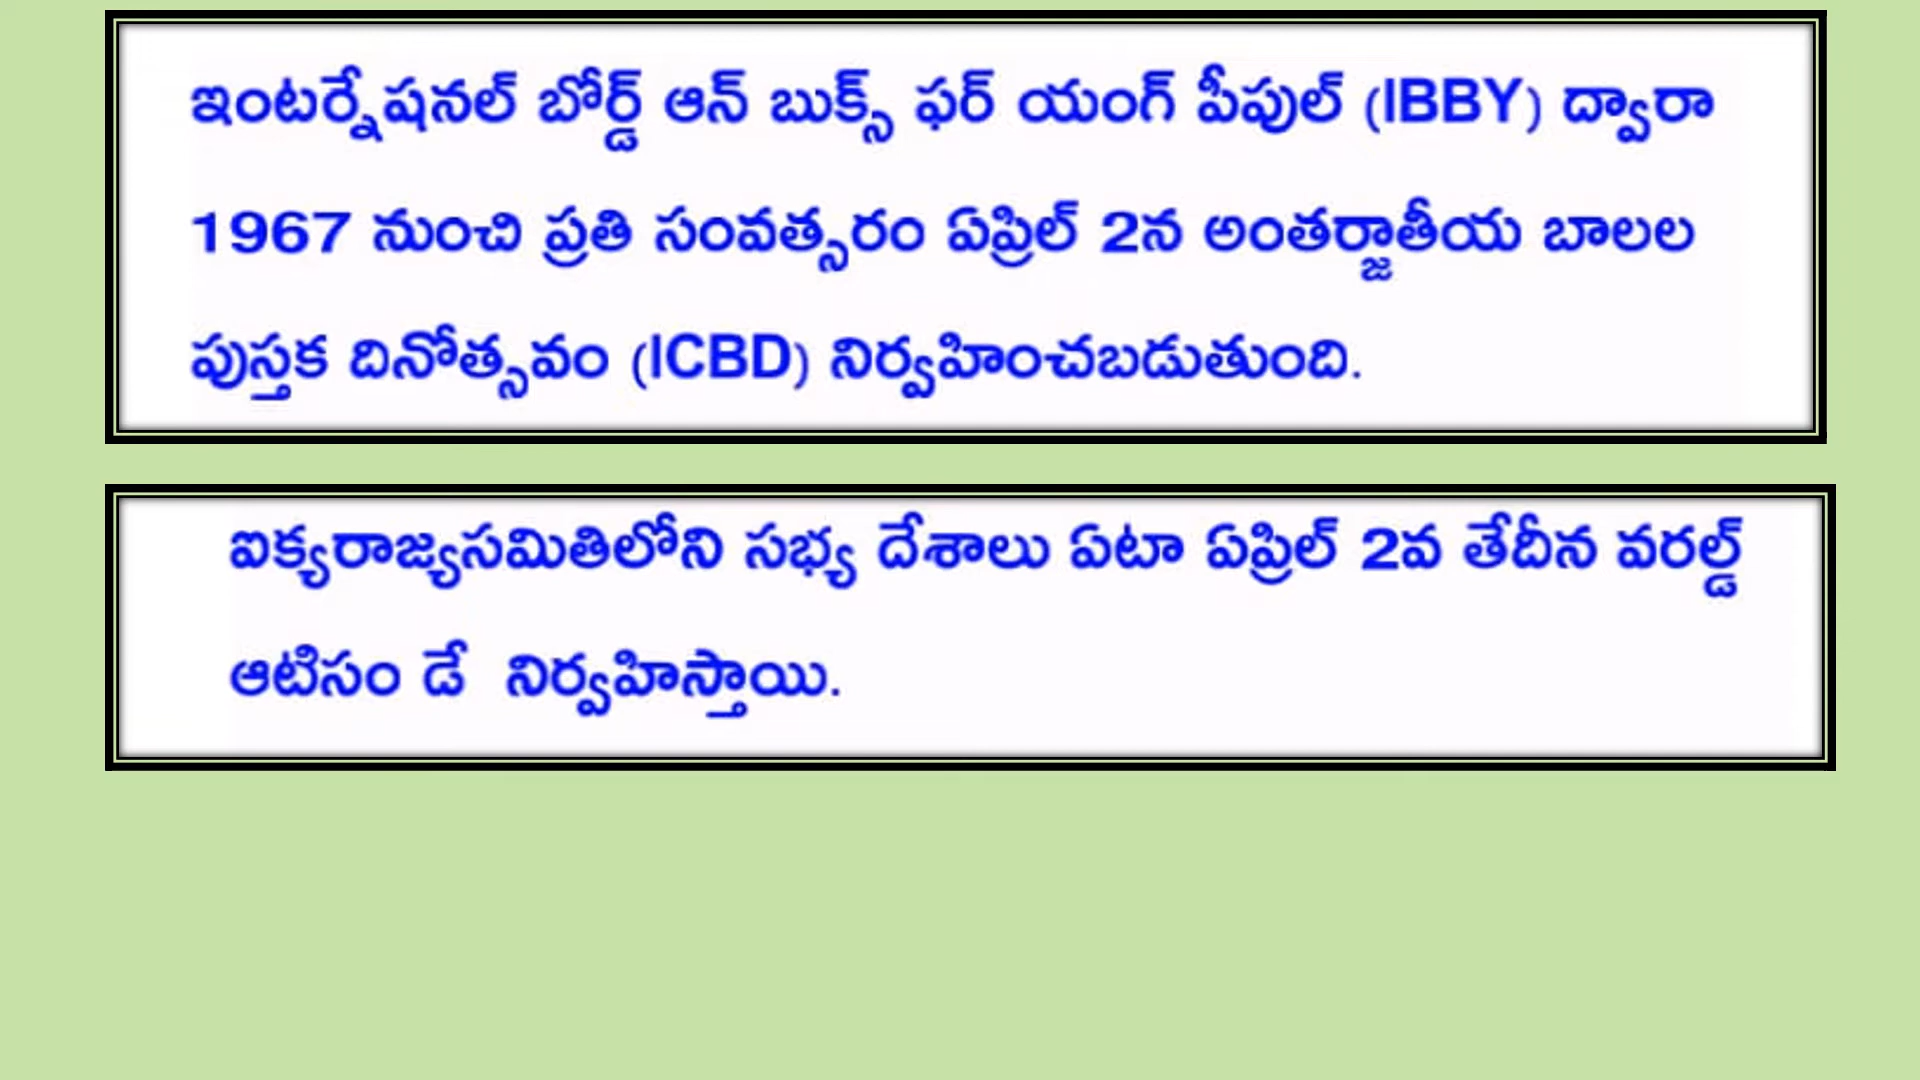 ఇంటర్నేషనల్ బోర్డ్ ఆన్ బుక్స్ ఫర్ యంగ్ పీపుల్ (IBBY) ద్వారా
1967 నుంచి ప్రతి సంవత్సరం ఏప్రిల్ 2న అంతర్జాతీయ బాలల
పుస్తక దినోత్సవం (ICBD) నిర్వహించబడుతుంది.
ఐక్యరాజ్యసమితిలోని సభ్య దేశాలు ఏటా ఏప్రిల్ 2వ తేదీన వరల్డ్
ఆటిసం డే నిర్వహిస్తాయి.